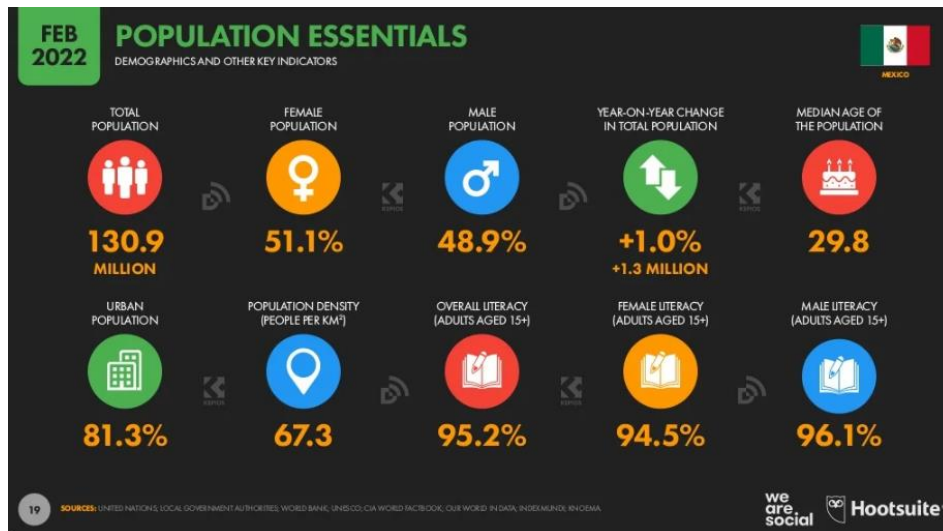 FEB
2022
POPULATION ESSENTIALS
DEMOGRAPHICS AND OTHER KEY INDICATORS
MEXICO
TOTAL
POPULATION
130.9
MILLION
FEMALE
POPULATION
51.1%
MALE
POPULATION
48.9%
YEAR-ON-YEAR CHANGE
IN TOTAL POPULATION
+1.0%
+1.3 MILLION
MEDIAN AGE OF
THE POPULATION
29.8
URBAN
POPULATION
81.3%
POPULATION DENSITY
(PEOPLE PER KM²)
67.3
OVERALL LITERACY
(ADULTS AGED 15+)
95.2%
FEMALE LITERACY
(ADULTS AGED 15+)
94.5%
MALE LITERACY
(ADULTS AGED 15+)
96.1%
KEPIOS
KEPIOS
KEPIOS
KEPIOS
19
SOURCES: UNITED NATIONS; LOCAL GOVERNMENT AUTHORITIES; WORLD BANK; UNESCO; CIA WORLD FACTBOOK; OUR WORLD IN DATA; INDEXMUNDI; KNOEMA
we
are
social
Hootsuite